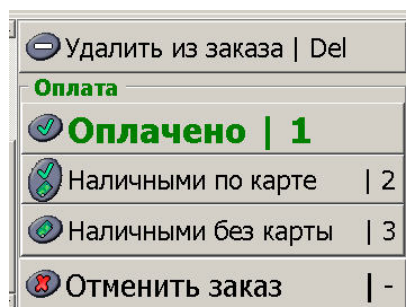 Удалить из заказа | Del
Оплата
Оплачено | 1
Наличными по карте | 2
Наличными без карты | 3
Отменить заказ | -